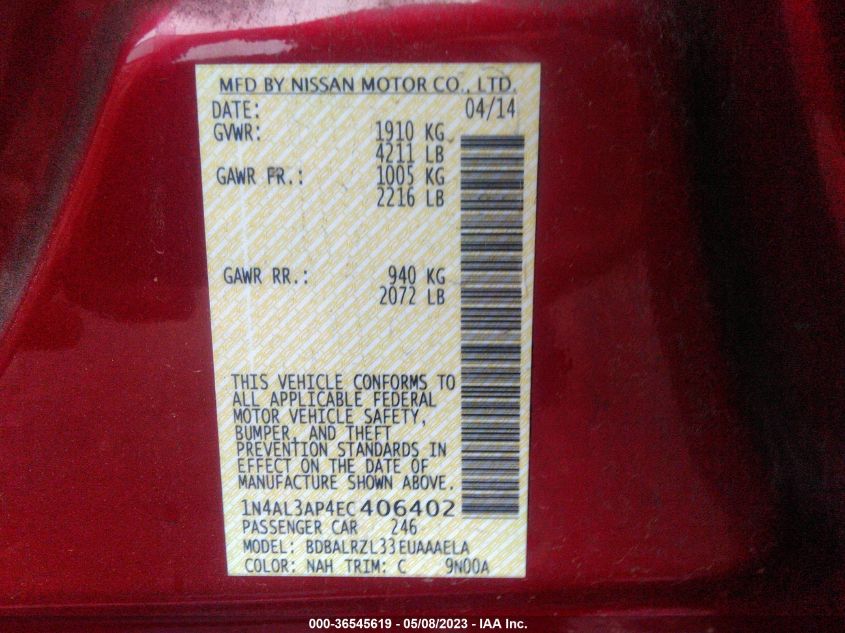 MFD BY NISSAN MOTOR CO., LTD.
DATE: 04/14
GVWR: 1910 KG
4211 LB
GAWR FR.: 1005 KG
2216 LB
GAWR RR.: 940 KG
2072 LB
THIS VEHICLE CONFORMS TO
ALL APPLICABLE FEDERAL
MOTOR VEHICLE SAFETY,
BUMPER, AND THEFT
PREVENTION STANDARDS IN
EFFECT ON THE DATE OF
MANUFACTURE SHOWN ABOVE.
1N4AL3AP4EC406402
PASSENGER CAR 246
MODEL: BDBALRZL33EUAAAELA
COLOR: NAH TRIM: C 9N00A
000-36545619 - 05/08/2023 - IAA Inc.